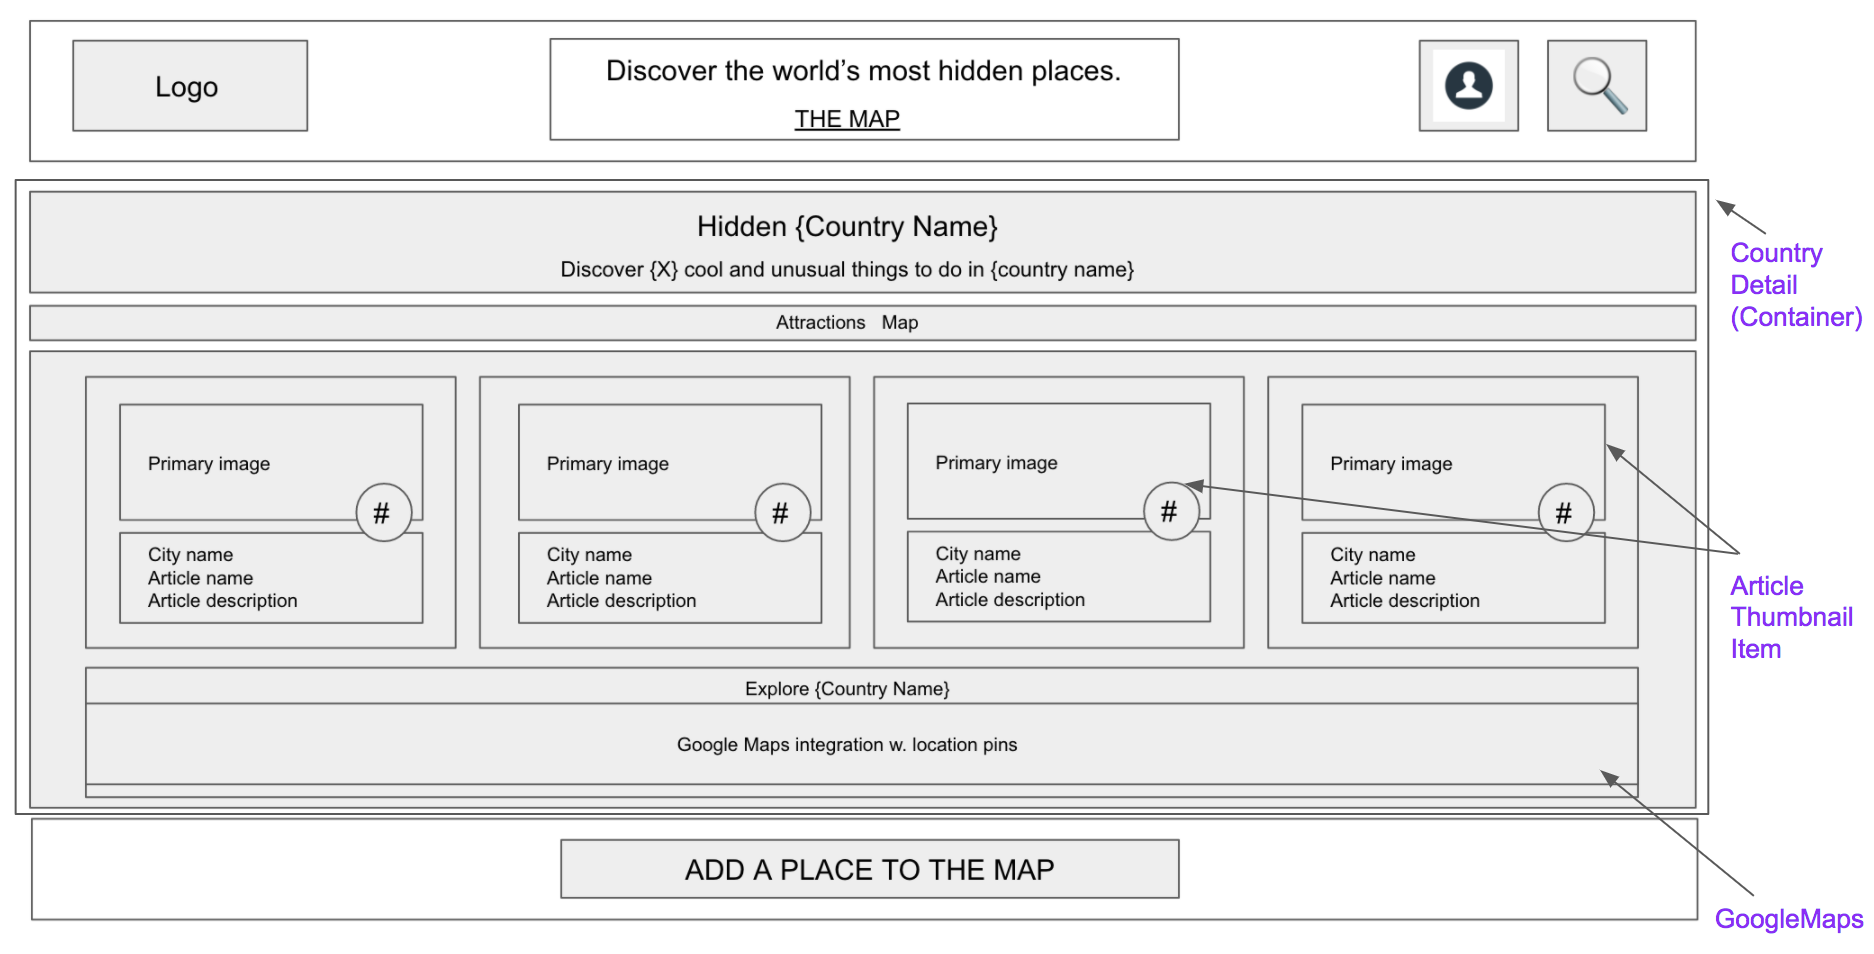 Logo
Discover the world’s most hidden places.
THE MAP
Hidden {Country Name}
Discover {X} cool and unusual things to do in {country name}
Country
Detail
(Container)
Attractions Map
Primary image
#
City name
Article name
Article description
Primary image
#
City name
Article name
Article description
Primary image
#
City name
Article name
Article description
Primary image
#
City name
Article name
Article description
Article
Thumbnail
Item
Explore {Country Name}
Google Maps integration w. location pins
ADD A PLACE TO THE MAP
GoogleMaps